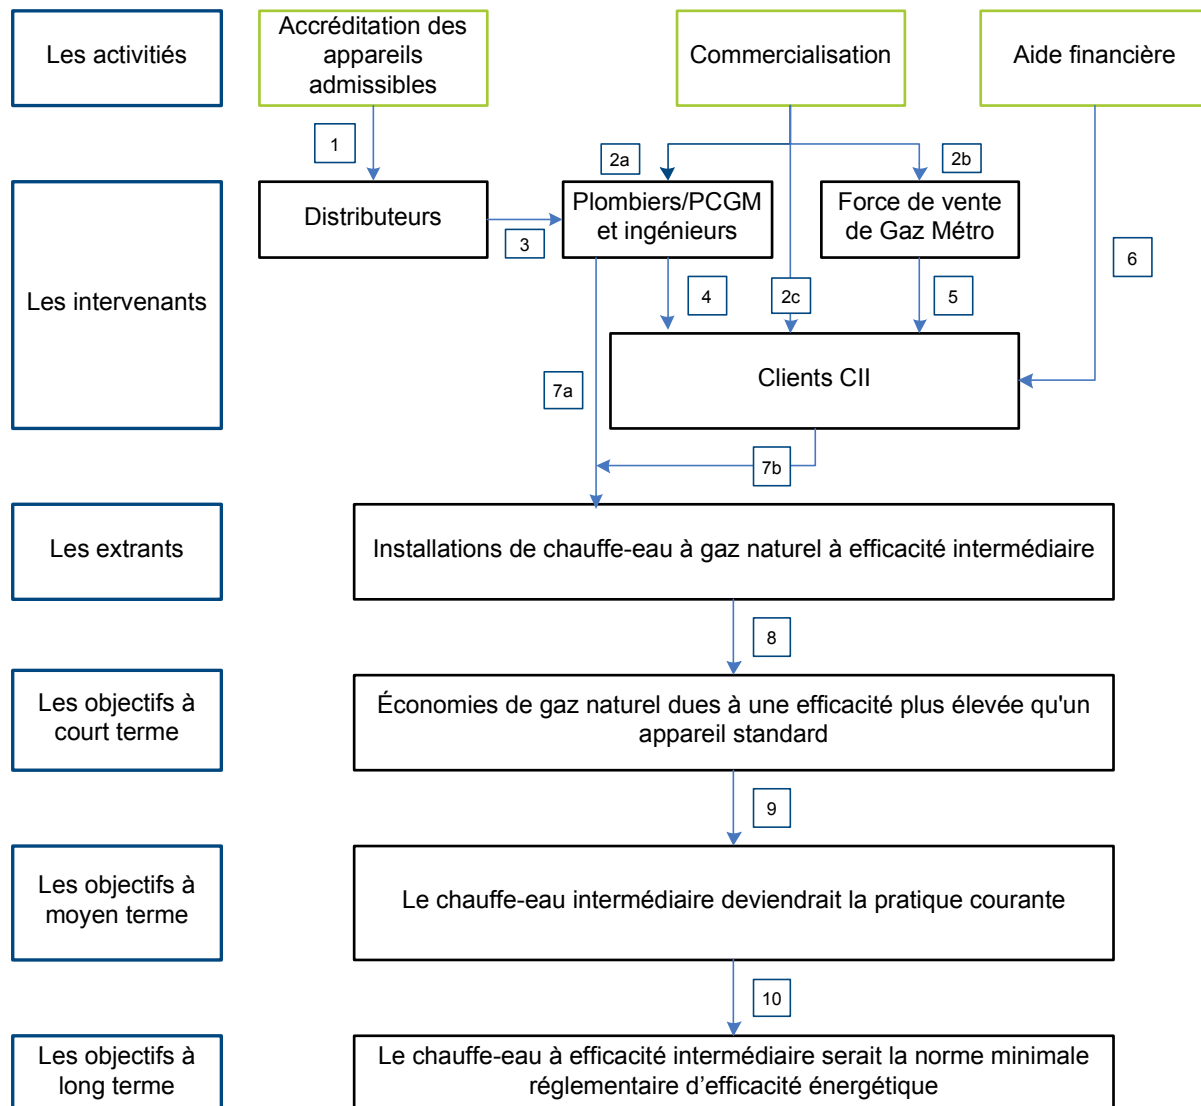 Les activitiés
Accréditation des
appareils
admissibles
Commercialisation
Aide financière
1
2a
2b
Les intervenants
Distributeurs
3
Plombiers/PCGM
et ingénieurs
Force de vente
de Gaz Métro
6
4
2c
5
Clients CII
7a
7b
Les extrants
Installations de chauffe-eau à gaz naturel à efficacité intermédiaire
8
Les objectifs à
court terme
Économies de gaz naturel dues à une efficacité plus élevée qu'un
appareil standard
9
Les objectifs à
moyen terme
Le chauffe-eau intermédiaire deviendrait la pratique courante
10
Les objectifs à
long terme
Le chauffe-eau à efficacité intermédiaire serait la norme minimale
réglementaire d’efficacité énergétique